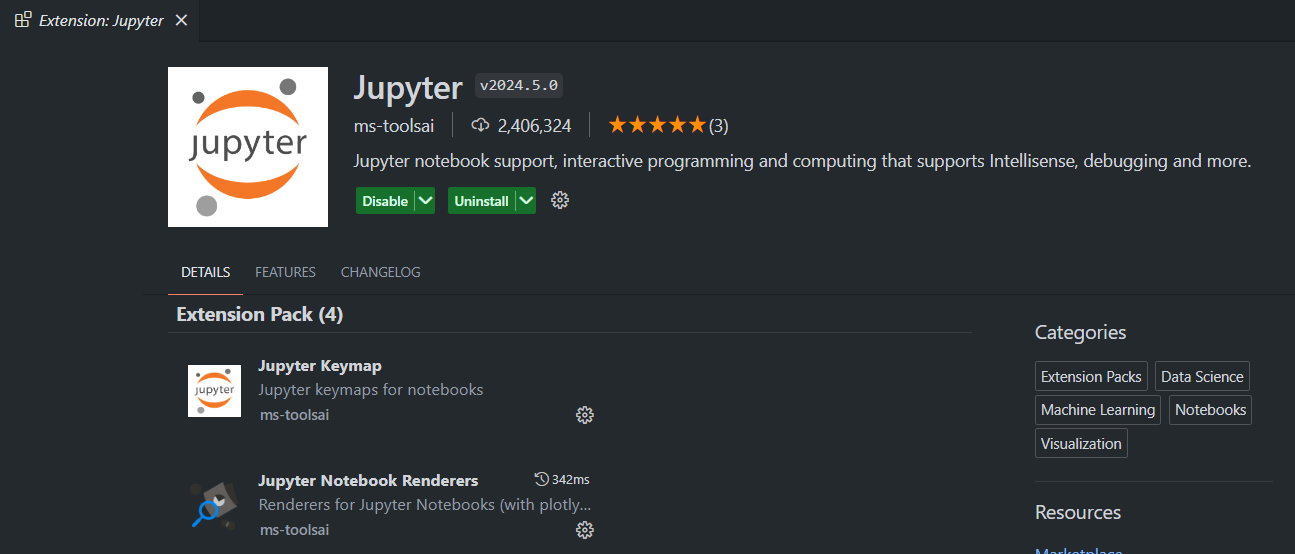 Extension: Jupyter
jupyter
Jupyter v2024.5.0
ms-toolsai 2,406,324 (3)
Jupyter notebook support, interactive programming and computing that supports Intellisense, debugging and more.
Disable Uninstall
DETAILS FEATURES CHANGELOG
Extension Pack (4)
jupyter
Jupyter Keymap
Jupyter keymaps for notebooks
ms-toolsai
Jupyter Notebook Renderers 342ms
Renderers for Jupyter Notebooks (with plotly...
ms-toolsai
Categories
Extension Packs Data Science
Machine Learning Notebooks
Visualization
Resources
Marketplace